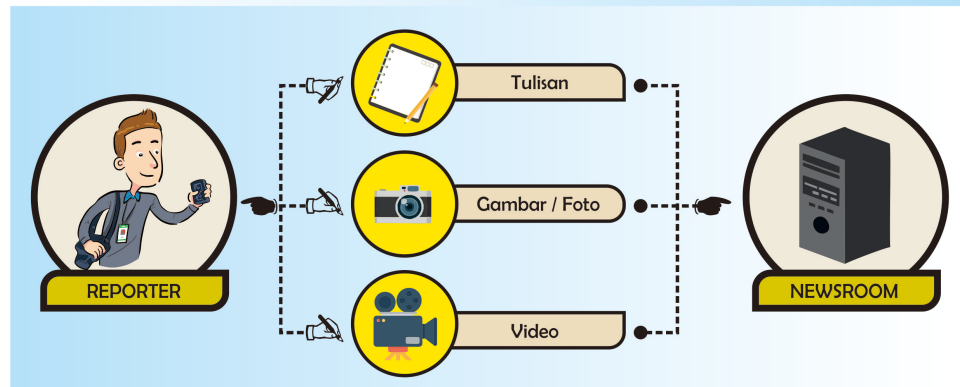 Tulisan
Gambar / Foto
Video
REPORTER
NEWSROOM